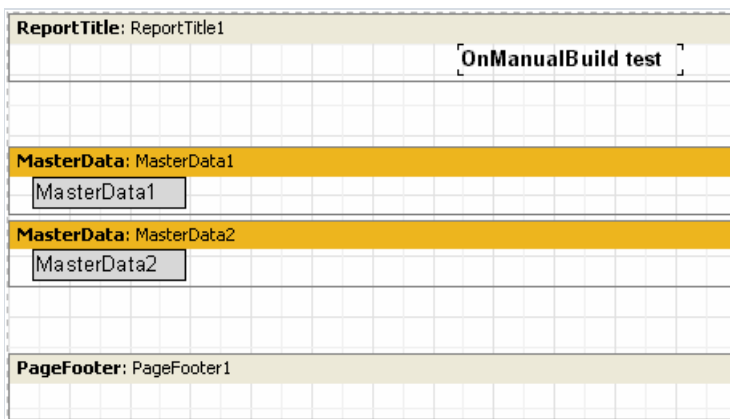 ReportTitle: ReportTitle1
OnManualBuild test
MasterData: MasterData1
MasterData1
MasterData: MasterData2
MasterData2
PageFooter: PageFooter1